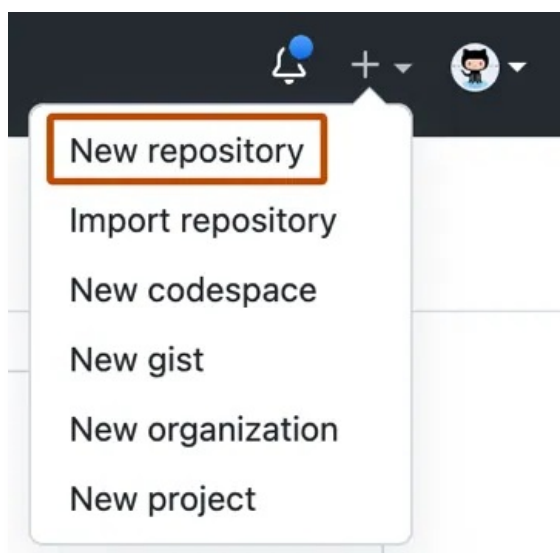 New repository
Import repository
New codespace
New gist
New organization
New project